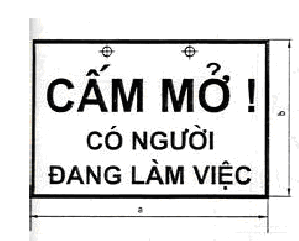 CẤM MỞ !
CÓ NGƯỜI
ĐANG LÀM VIỆC
b
a